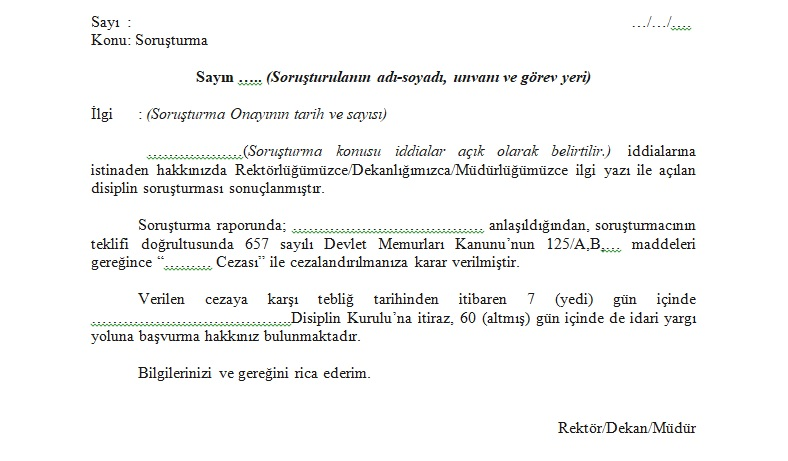 Sayı : …/…/….
Konu: Soruşturma
Sayın ….. (Soruşturulanın adı-soyadı, unvanı ve görev yeri)
İlgi : (Soruşturma Onayının tarih ve sayısı)
…………………(Soruşturma konusu iddialar açık olarak belirtilir.) iddialarına
istinaden hakkınızda Rektörlüğümüzce/Dekanlığımızca/Müdürlüğümüzce ilgi yazı ile açılan
disiplin soruşturması sonuçlanmıştır.
Soruşturma raporunda; ……………………………… anlaşıldığından, soruşturmacının
teklifi doğrultusunda 657 sayılı Devlet Memurları Kanunu’nun 125/A,B,… maddeleri
gereğince “……… Cezası” ile cezalandırılmanıza karar verilmiştir.
Verilen cezaya karşı tebliğ tarihinden itibaren 7 (yedi) gün içinde
…………………………………Disiplin Kurulu’na itiraz, 60 (altmış) gün içinde de idari yargı
yoluna başvurma hakkınız bulunmaktadır.
Bilgilerinizi ve gereğini rica ederim.
Rektör/Dekan/Müdür